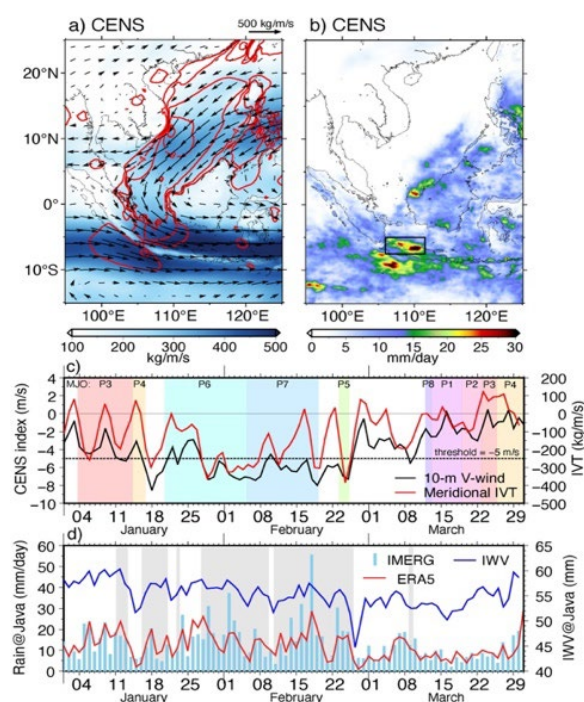 a) CENS
500 kg/m/s
b) CENS
20°N
10°N
0°
10°S
20°N
10°N
0°
10°S
100°E 110°E 120°E
100°E 110°E 120°E
100 200 300 400 500
kg/m/s
0 5 10 15 20 25 30
mm/day
c)
MJO: P3 P4 P6 P7 P5 P8 P1 P2 P3 P4
CENS index (m/s)
4
2
0
-2
-4
-6
-8
-10
200
100
0
-100
-200
-300
-400
-500
IVT (kg/m/s)
threshold = -5 m/s
10-m V-wind
Meridional IVT
04 11 18 25 01 08 15 22 01 08 15 22 29
January February March
d)
Rain@Java (mm/day)
60
50
40
30
20
10
0
65
60
55
50
45
40
IWV@Java (mm)
IMERG
IWV
ERA5
04 11 18 25 01 08 15 22 01 08 15 22 29
January February March